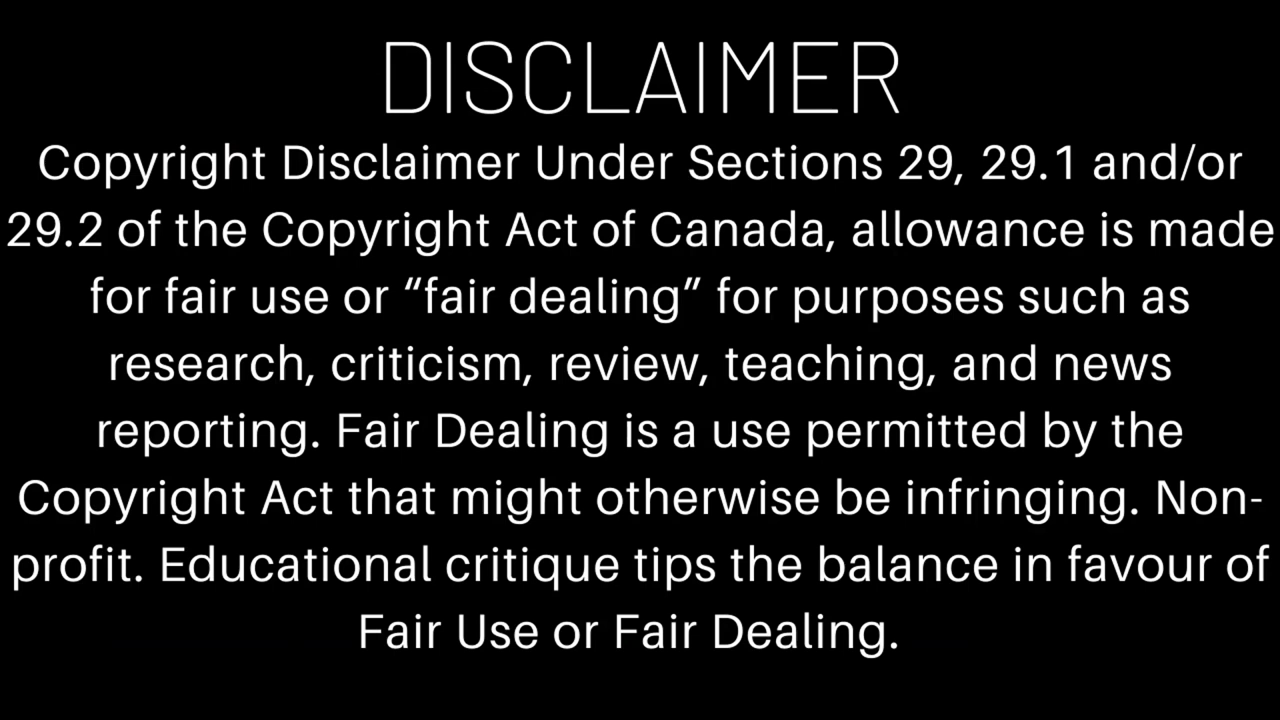 DISCLAIMER
Copyright Disclaimer Under Sections 29, 29.1 and/or
29.2 of the Copyright Act of Canada, allowance is made
for fair use or “fair dealing” for purposes such as
research, criticism, review, teaching, and news
reporting. Fair Dealing is a use permitted by the
Copyright Act that might otherwise be infringing. Non-
profit. Educational critique tips the balance in favour of
Fair Use or Fair Dealing.